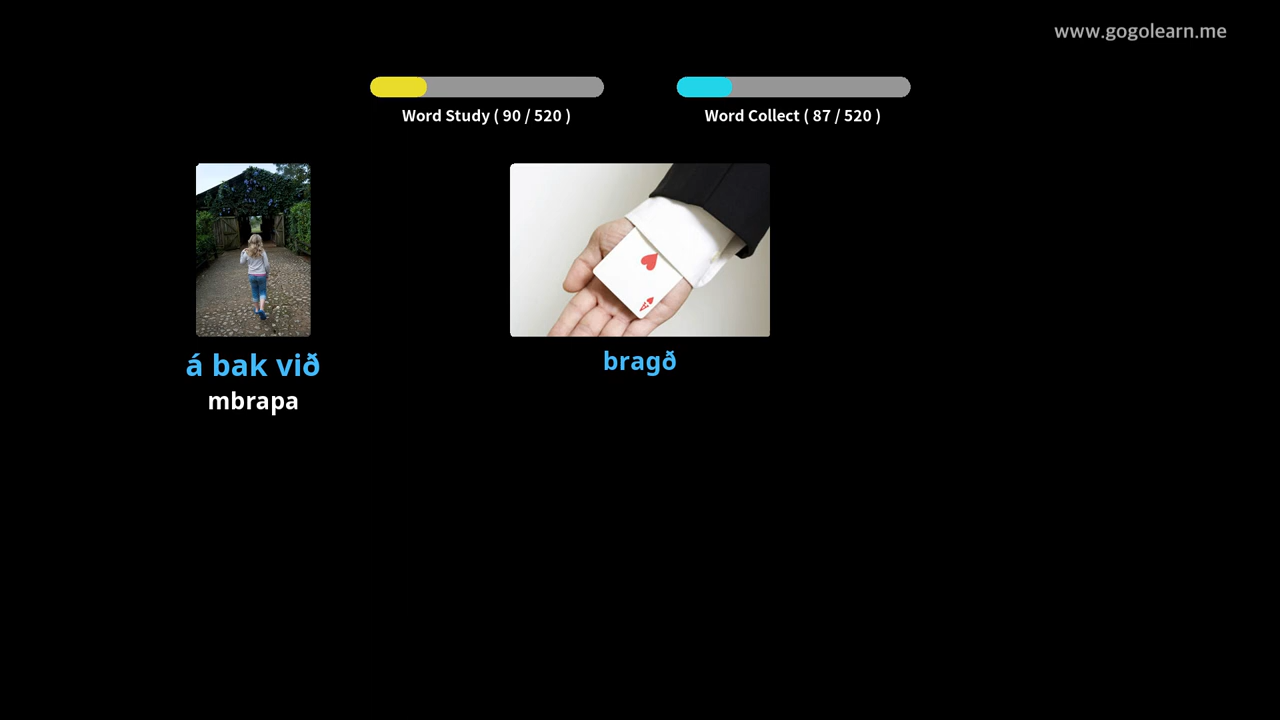 www.gogolearn.me
Word Study ( 90 / 520 )
Word Collect ( 87 / 520 )
á bak við
mbrapa
bragð